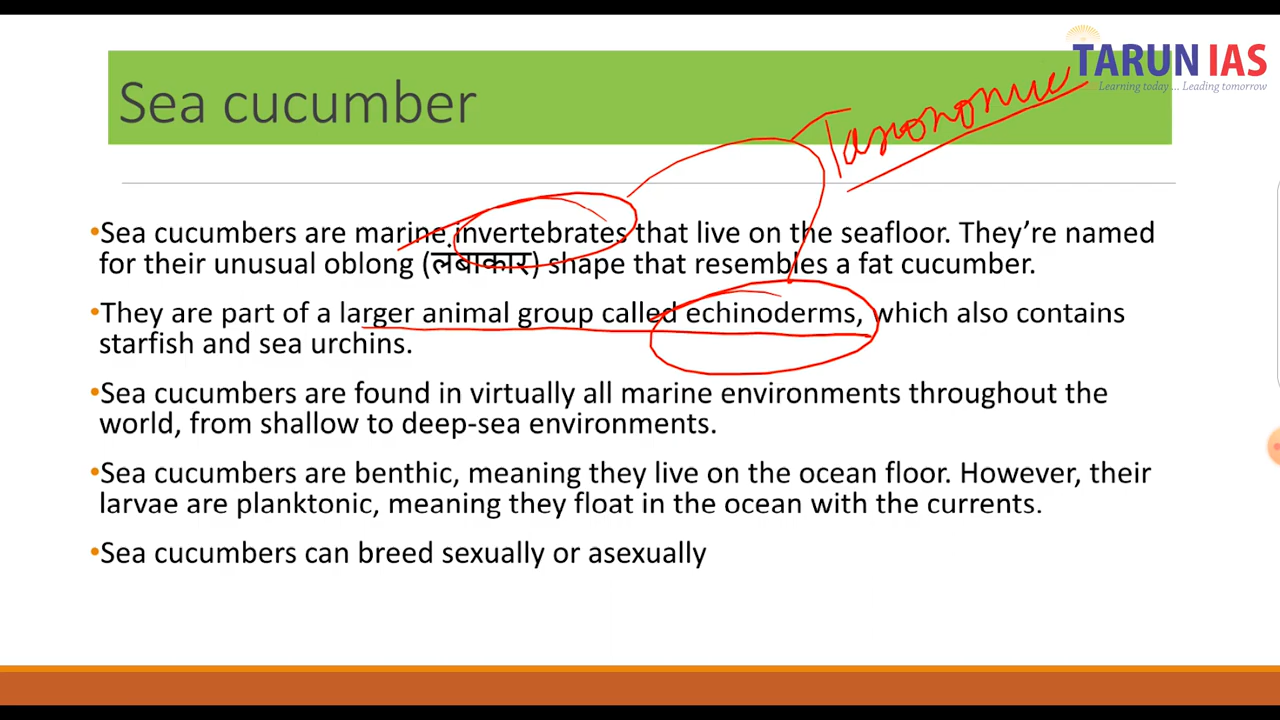 TARUN IAS
Learning today ... Leading tomorrow
Sea cucumber
Taxonomic
•Sea cucumbers are marine invertebrates that live on the seafloor. They’re named
for their unusual oblong (लंबाकार) shape that resembles a fat cucumber.
•They are part of a larger animal group called echinoderms, which also contains
starfish and sea urchins.
•Sea cucumbers are found in virtually all marine environments throughout the
world, from shallow to deep-sea environments.
•Sea cucumbers are benthic, meaning they live on the ocean floor. However, their
larvae are planktonic, meaning they float in the ocean with the currents.
•Sea cucumbers can breed sexually or asexually